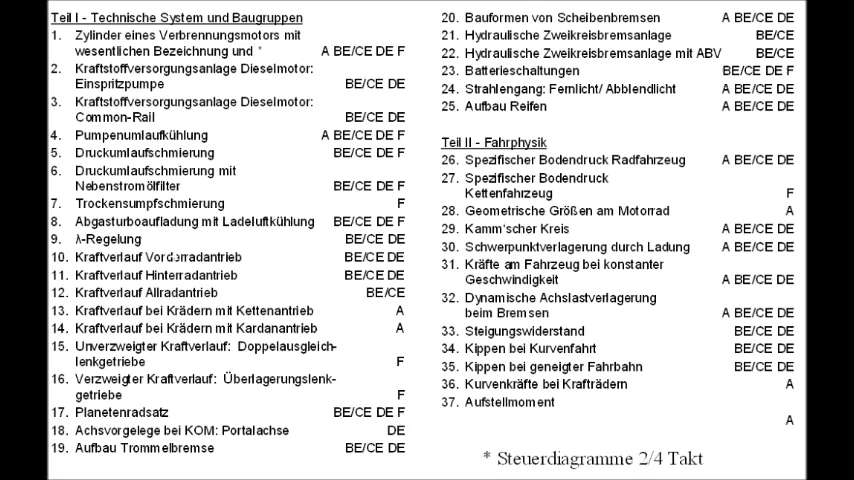 Teil I - Technische System und Baugruppen
1. Zylinder eines Verbrennungsmotors mit
wesentlichen Bezeichnung und * A BE/CE DE F
2. Kraftstoffversorgungsanlage Dieselmotor:
Einspritzpumpe BE/CE DE
3. Kraftstoffversorgungsanlage Dieselmotor:
Common-Rail BE/CE DE
4. Pumpenumlaufkühlung A BE/CE DE F
5. Druckumlaufschmierung BE/CE DE F
6. Druckumlaufschmierung mit
Nebenstromölfilter BE/CE DE F
7. Trockensumpfschmierung F
8. Abgasturboaufladung mit Ladeluftkühlung BE/CE DE F
9. λ-Regelung BE/CE DE
10. Kraftverlauf Vorderradantrieb BE/CE DE
11. Kraftverlauf Hinterradantrieb BE/CE DE
12. Kraftverlauf Allradantrieb BE/CE
13. Kraftverlauf bei Krädern mit Kettenantrieb A
14. Kraftverlauf bei Krädern mit Kardanantrieb A
15. Unverzweigter Kraftverlauf: Doppelausgleich-
lenkgetriebe F
16. Verzweigter Kraftverlauf: Überlagerungslenk-
getriebe F
17. Planetenradsatz BE/CE DE F
18. Achsvorgelege bei KOM: Portalachse DE
19. Aufbau Trommelbremse BE/CE DE
20. Bauformen von Scheibenbremsen A BE/CE DE
21. Hydraulische Zweikreisbremsanlage BE/CE
22. Hydraulische Zweikreisbremsanlage mit ABV BE/CE
23. Batterieschaltungen BE/CE DE F
24. Strahlengang: Fernlicht/ Abblendlicht A BE/CE DE
25. Aufbau Reifen A BE/CE DE
Teil II - Fahrphysik
26. Spezifischer Bodendruck Radfahrzeug A BE/CE DE
27. Spezifischer Bodendruck
Kettenfahrzeug F
28. Geometrische Größen am Motorrad A
29. Kamm'scher Kreis A BE/CE DE
30. Schwerpunktverlagerung durch Ladung A BE/CE DE
31. Kräfte am Fahrzeug bei konstanter
Geschwindigkeit A BE/CE DE
32. Dynamische Achslastverlagerung
beim Bremsen A BE/CE DE
33. Steigungswiderstand BE/CE DE
34. Kippen bei Kurvenfahrt BE/CE DE
35. Kippen bei geneigter Fahrbahn BE/CE DE
36. Kurvenkräfte bei Krafträdern A
37. Aufstellmoment
A
* Steuerdiagramme 2/4 Takt